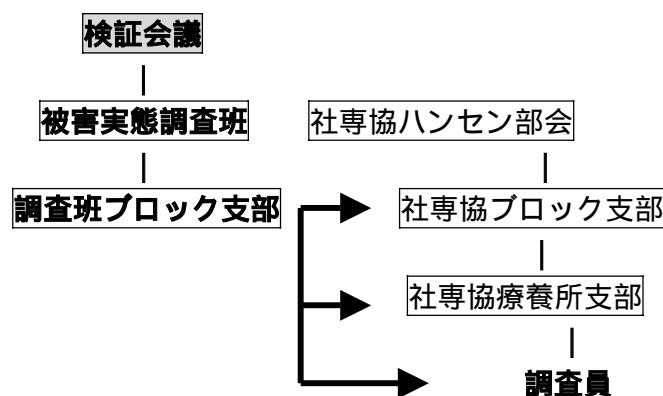 検証会議
被害実態調査班 社専協ハンセン部会
調査班ブロック支部 社専協ブロック支部
社専協療養所支部
調査員